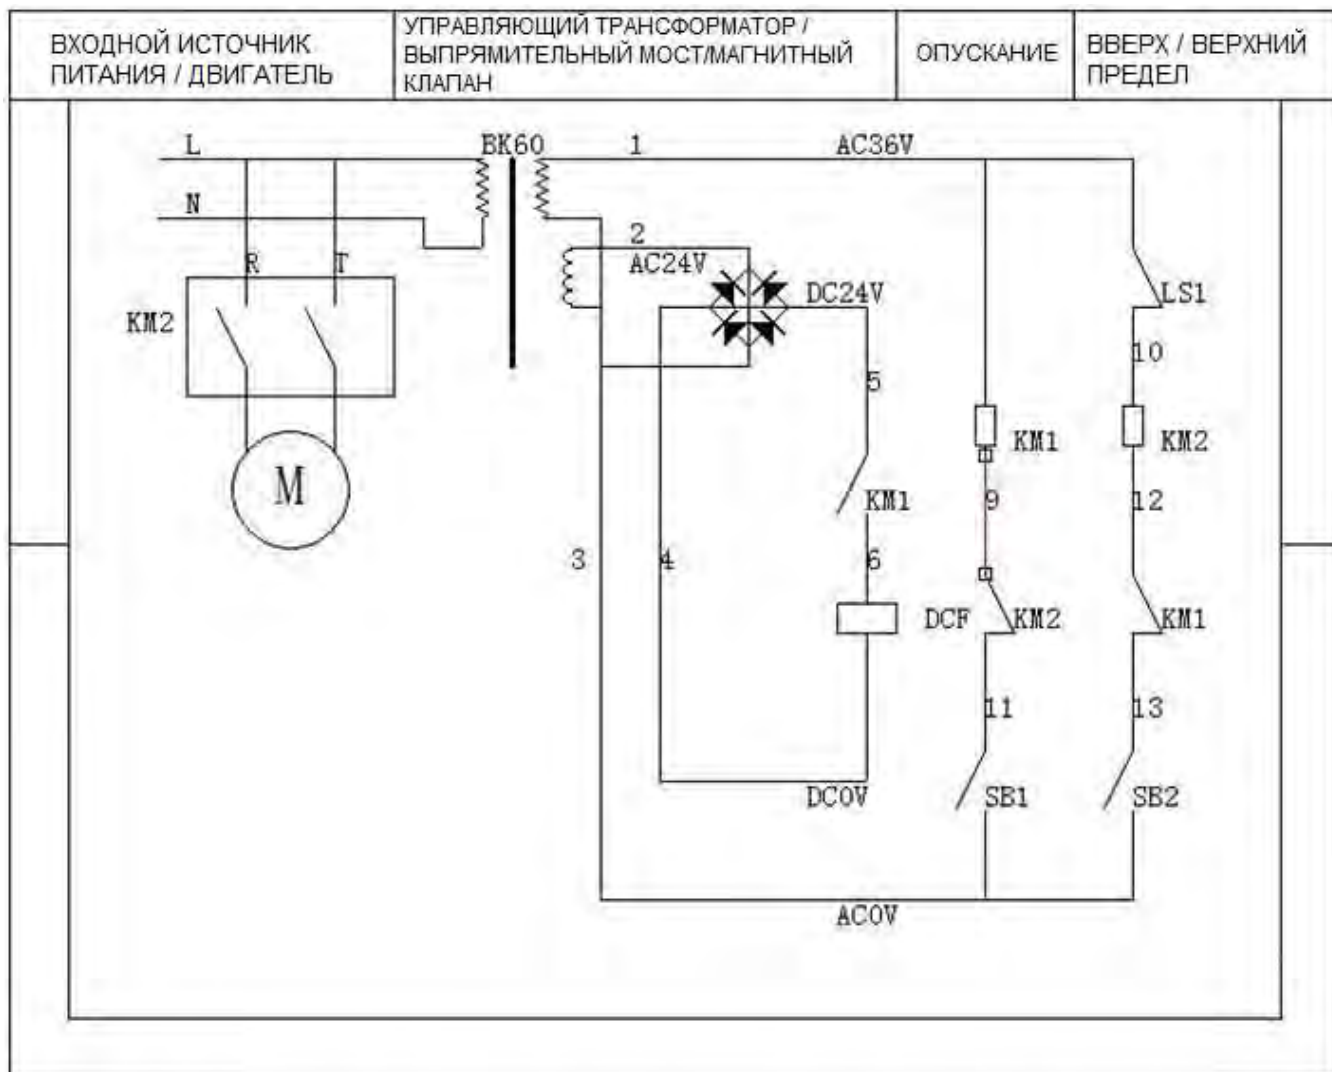 ВХОДНОЙ ИСТОЧНИК
ПИТАНИЯ / ДВИГАТЕЛЬ
УПРАВЛЯЮЩИЙ ТРАНСФОРМАТОР /
ВЫПРЯМИТЕЛЬНЫЙ МОСТ/МАГНИТНЫЙ
КЛАПАН
ОПУСКАНИЕ
ВВЕРХ / ВЕРХНИЙ
ПРЕДЕЛ
L
BK60
1
AC36V
N
2
AC24V
R
T
DC24V
LS1
KM2
10
5
KM1
KM2
M
KM1
9
12
3
4
6
DCF
KM2
KM1
11
13
DC0V
SB1
SB2
AC0V